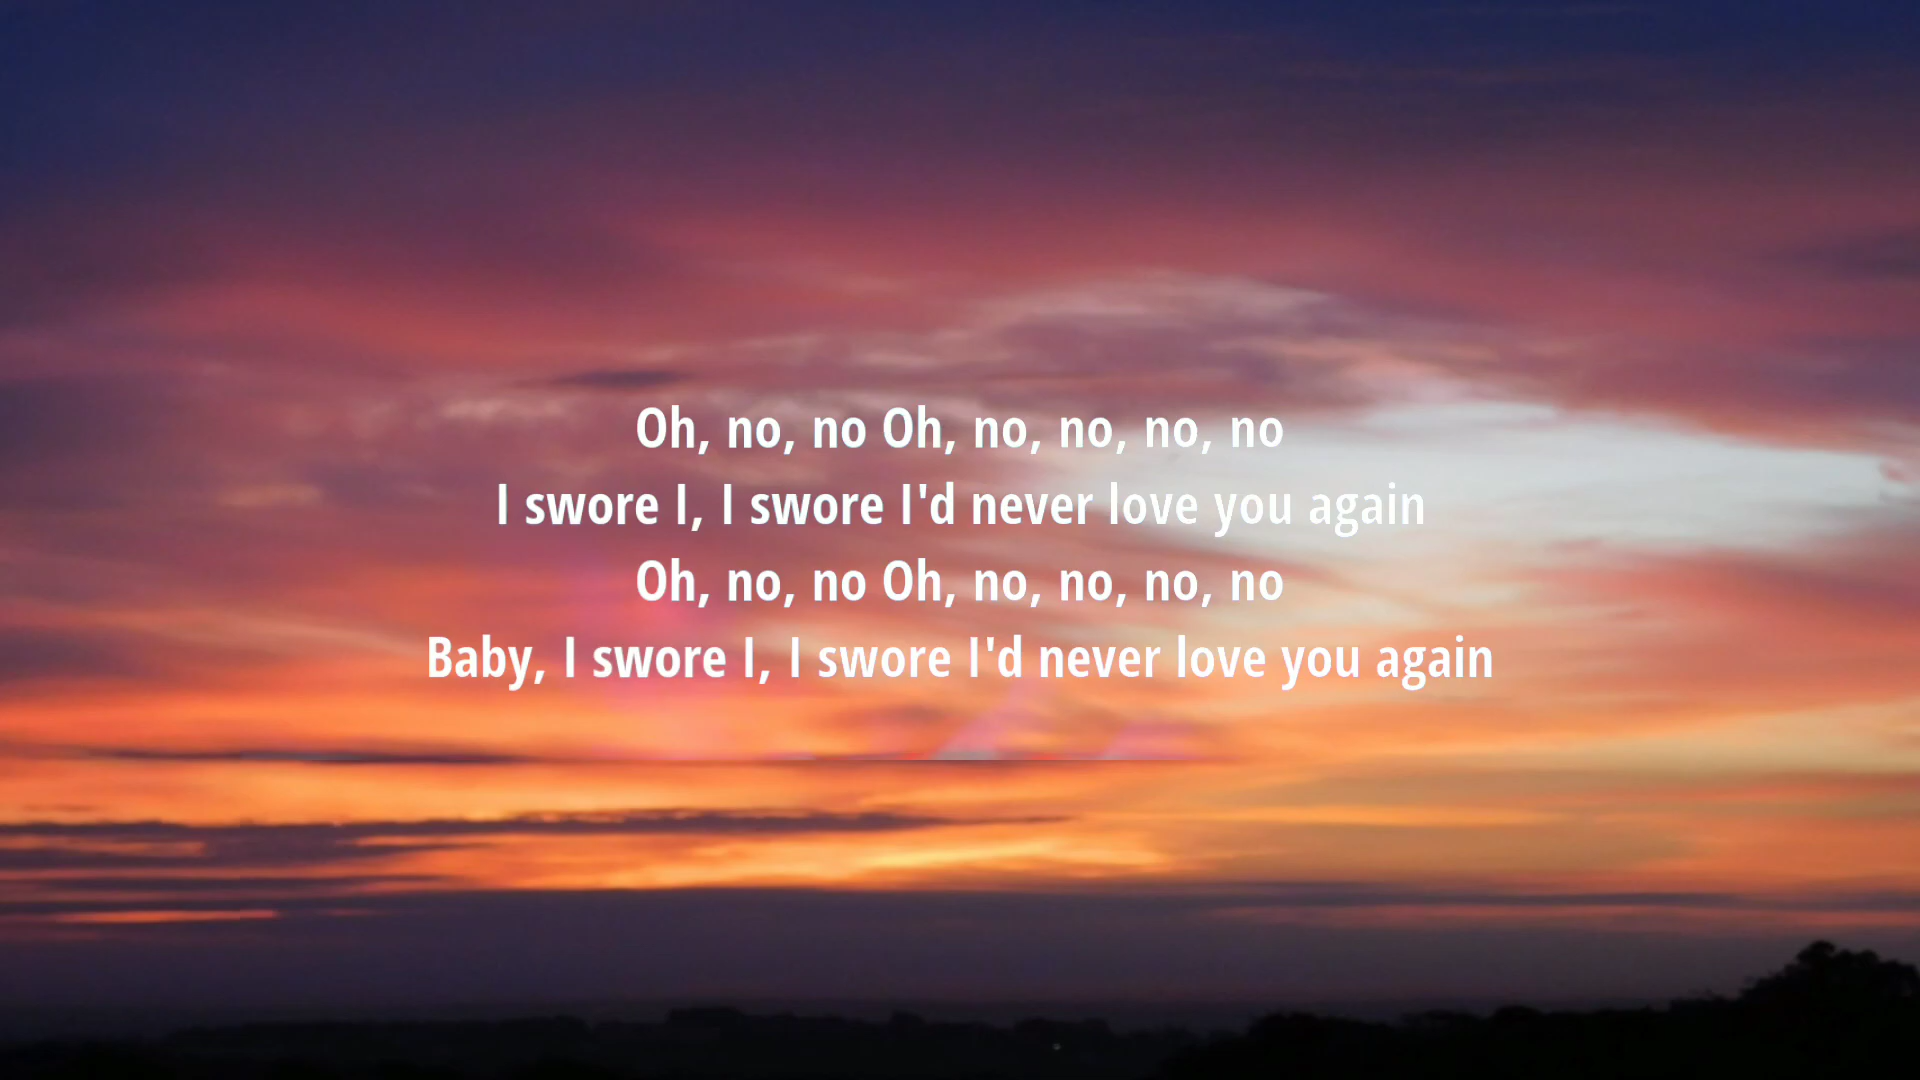 Oh, no, no Oh, no, no, no, no
I swore I, I swore I'd never love you again
Oh, no, no Oh, no, no, no, no
Baby, I swore I, I swore I'd never love you again